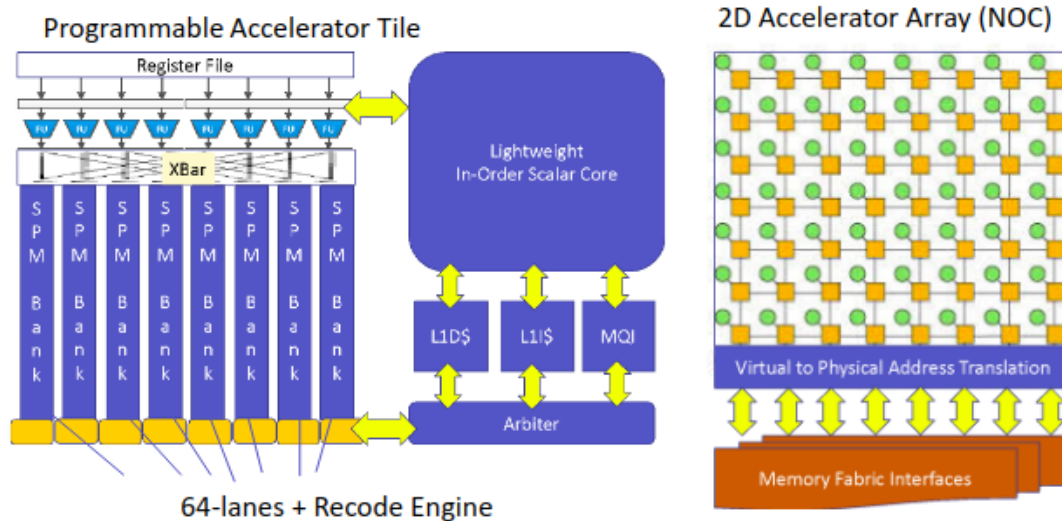 Programmable Accelerator Tile
2D Accelerator Array (NOC)
Register File
FU FU FU FU FU FU FU FU
XBar
SPM Bank SPM Bank SPM Bank SPM Bank SPM Bank SPM Bank SPM Bank SPM Bank
Lightweight
In-Order Scalar Core
L1D$ L1I$ MQI
Arbiter
64-lanes + Recode Engine
Virtual to Physical Address Translation
Memory Fabric Interfaces